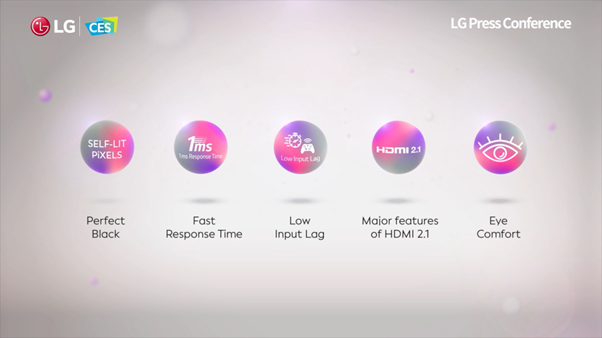 LG
CES
LG Press Conference
SELF-LIT
PiXELS
1ms
1ms Response Time
Low Input Lag
HDMI 2.1
Perfect
Black
Fast
Response Time
Low
Input Lag
Major features
of HDMI 2.1
Eye
Comfort